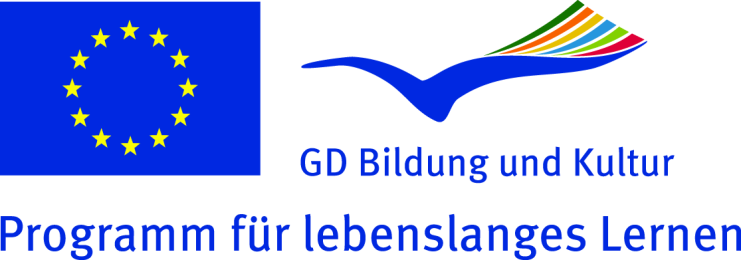 GD Bildung und Kultur
Programm für lebenslanges Lernen